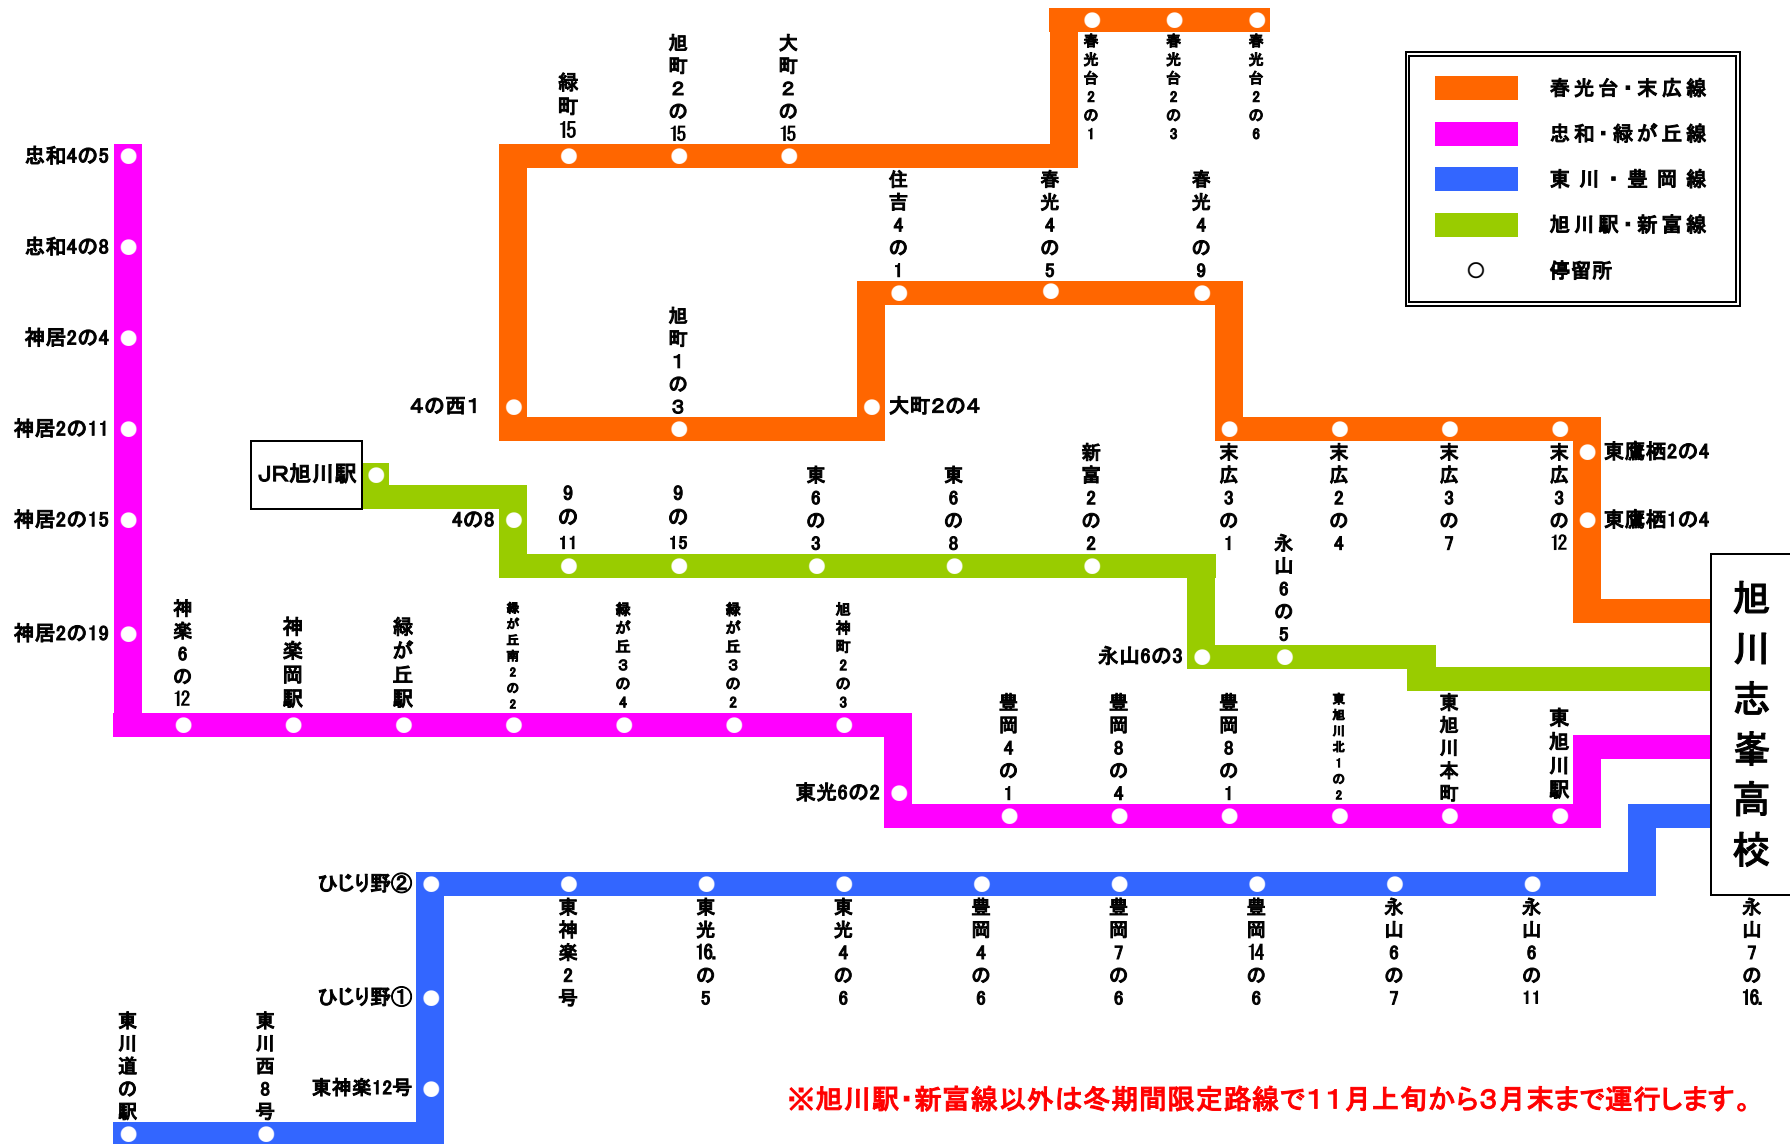 春光台2の1
春光台2の3
春光台2の6
緑町15
旭町2の15
大町2の15
春光台・末広線
忠和・緑が丘線
東川・豊岡線
旭川駅・新富線
停留所
忠和4の5
忠和4の8
神居2の4
神居2の11
神居2の15
神居2の19
住吉4の1
春光4の5
春光4の9
旭町1の3
4の西1
大町2の4
末広3の1
末広2の4
末広3の7
末広3の12
東鷹栖2の4
東鷹栖1の4
JR旭川駅
4の8
9の11
9の15
東6の3
東6の8
新富2の2
永山6の3
永山6の5
神楽6の12
神楽岡駅
緑が丘駅
緑が丘南2の2
緑が丘3の4
緑が丘3の2
旭神町2の3
東光6の2
豊岡4の1
豊岡8の4
豊岡8の1
東旭川北1の2
東旭川本町
東旭川駅
旭川志峯高校
永山7の16.
ひじり野②
ひじり野①
東神楽12号
東川道の駅
東川西8号
東神楽2号
東光16.の5
東光4の6
豊岡4の6
豊岡7の6
豊岡14の6
永山6の7
永山6の11
※旭川駅・新富線以外は冬期間限定路線で11月上旬から3月末まで運行します。